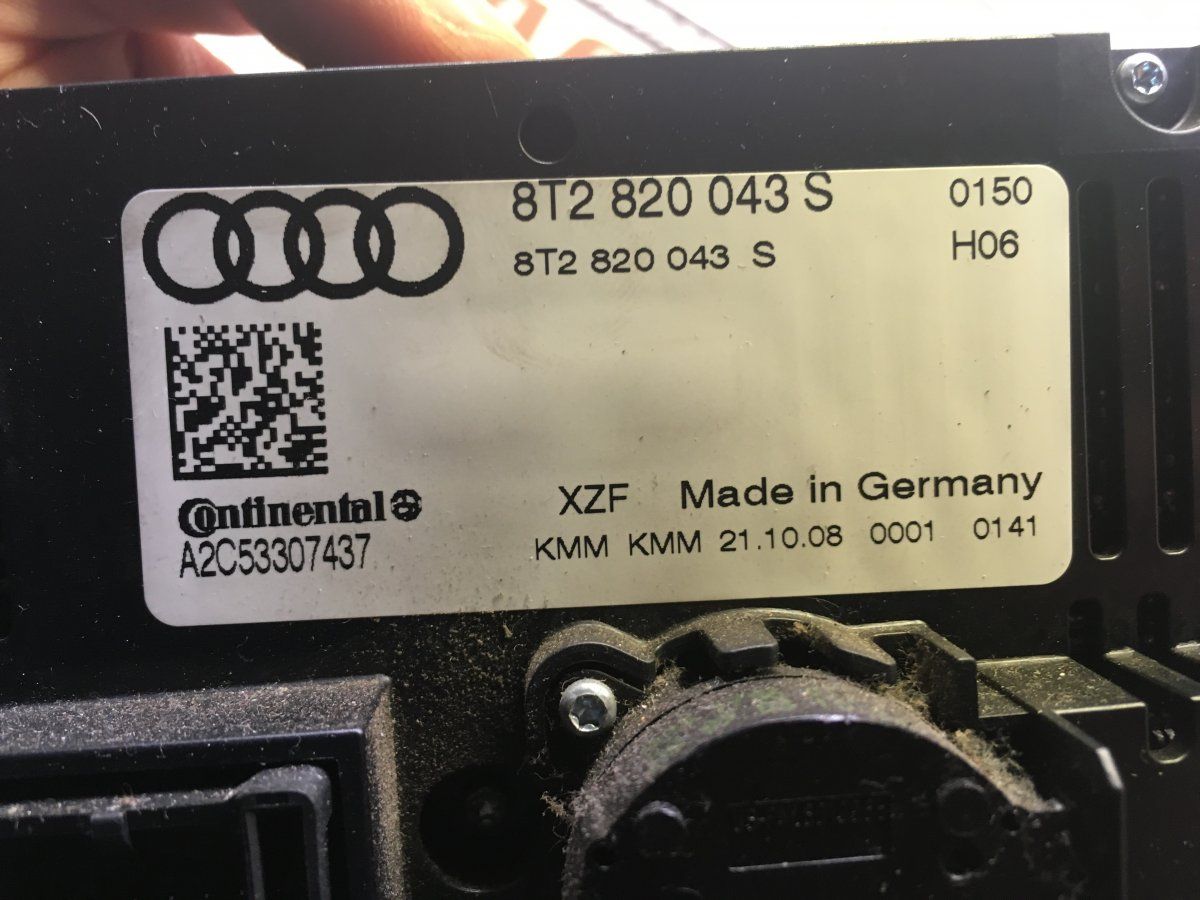 8T2 820 043 S 0150
8T2 820 043 S H06
Continental
A2C53307437
XZF Made in Germany
KMM KMM 21.10.08 0001 0141